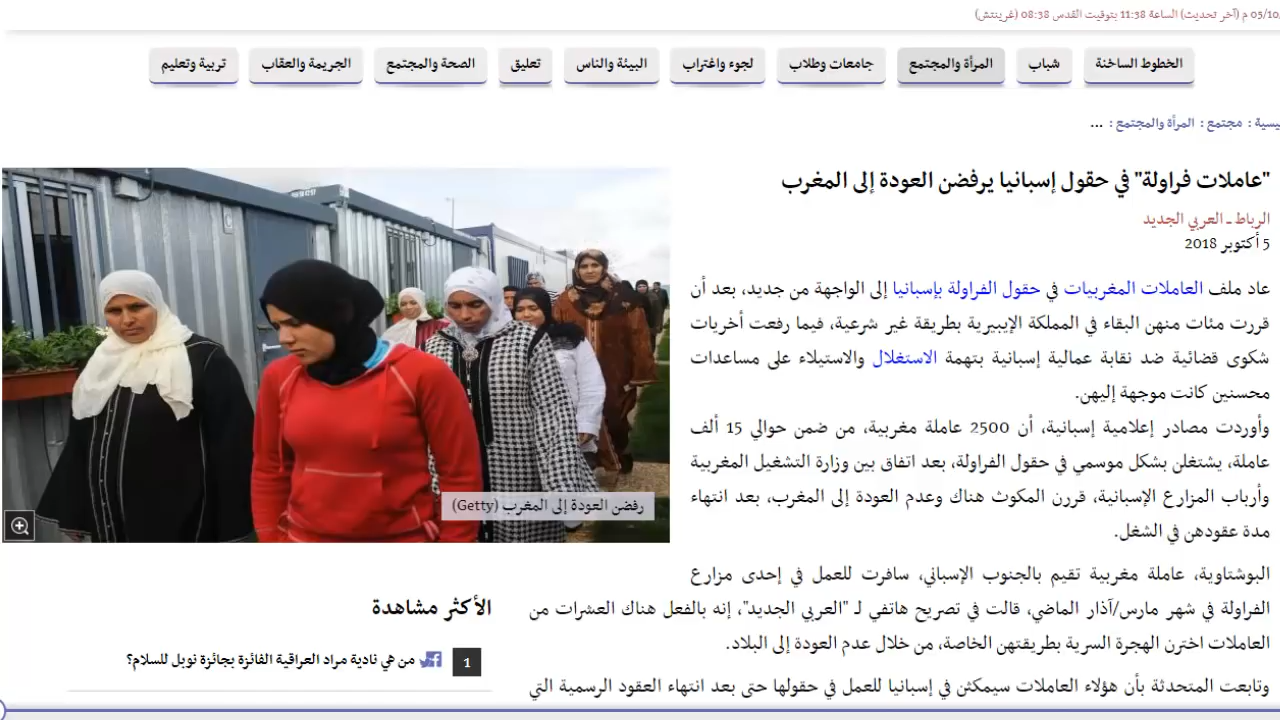 05/10 م (آخر تحديث) الساعة 11:38 بتوقيت القدس 08:38 (غرينتش)
الخطوط الساخنة
شباب
المرأة والمجتمع
جامعات وطلاب
لجوء واغتراب
البيئة والناس
تعليق
الصحة والمجتمع
الجريمة والعقاب
تربية وتعليم
: مجتمع : المرأة والمجتمع : ...
"عاملات فراولة" في حقول إسبانيا يرفضن العودة إلى المغرب
الرباط ـ العربي الجديد
5 أكتوبر 2018
عاد ملف العاملات المغربيات في حقول الفراولة بإسبانيا إلى الواجهة من جديد، بعد أن
قررت مئات منهن البقاء في المملكة الإيبيرية بطريقة غير شرعية، فيما رفعت أخريات
شكوى قضائية ضد نقابة عمالية إسبانية بتهمة الاستغلال والاستيلاء على مساعدات
محسنين كانت موجهة إليهن.
وأوردت مصادر إعلامية إسبانية، أن 2500 عاملة مغربية، من ضمن حوالي 15 ألف
عاملة، يشتغلن بشكل موسمي في حقول الفراولة، بعد اتفاق بين وزارة التشغيل المغربية
وأرباب المزارع الإسبانية، قررن المكوث هناك وعدم العودة إلى المغرب، بعد انتهاء
مدة عقودهن في الشغل.
البوشتاوية، عاملة مغربية تقيم بالجنوب الإسباني، سافرت للعمل في إحدى مزارع
الفراولة في شهر مارس/آذار الماضي، قالت في تصريح هاتفي لـ "العربي الجديد"، إنه بالفعل هناك العشرات من
العاملات اخترن الهجرة السرية بطريقتهن الخاصة، من خلال عدم العودة إلى البلاد.
وتابعت المتحدثة بأن هؤلاء العاملات سيمكثن في إسبانيا للعمل في حقولها حتى بعد انتهاء العقود الرسمية التي
رفضن العودة إلى المغرب (Getty)
الأكثر مشاهدة
1 من هي نادية مراد العراقية الفائزة بجائزة نوبل للسلام؟